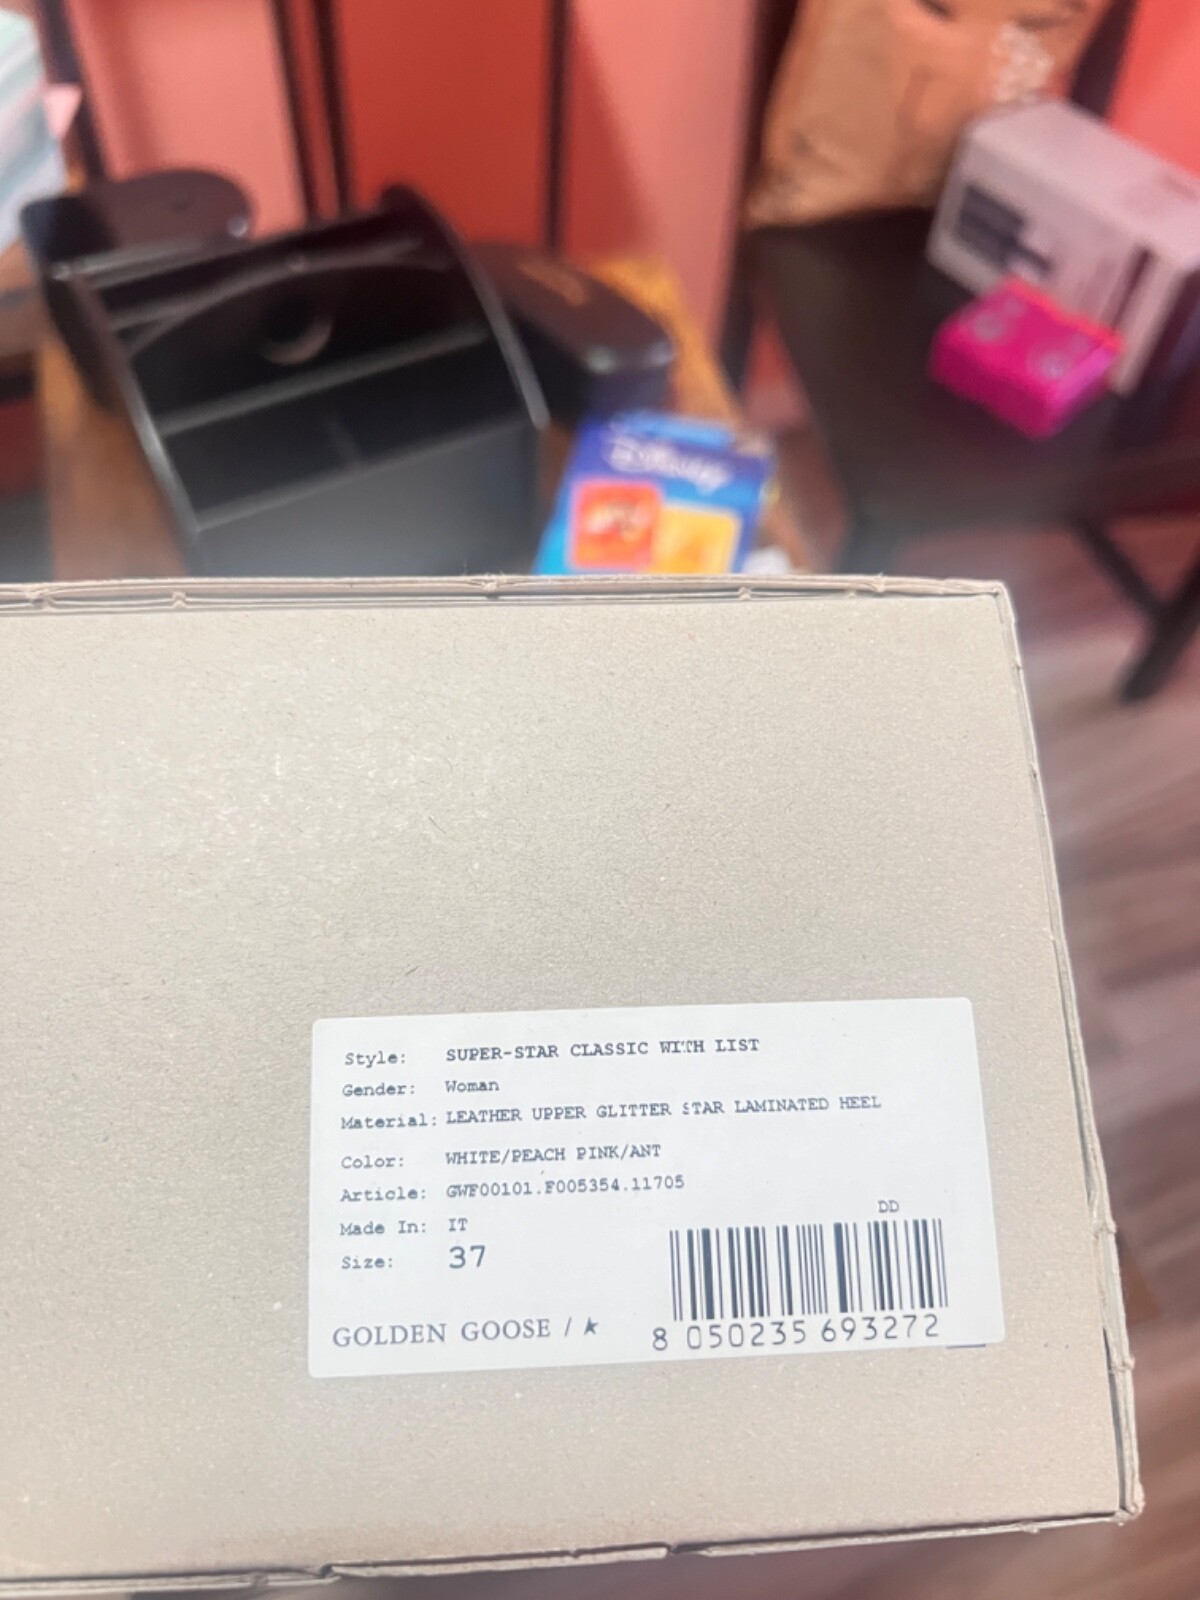 Disney
Style: SUPER-STAR CLASSIC WITH LIST
Gender: Woman
Material: LEATHER UPPER GLITTER STAR LAMINATED HEEL
Color: WHITE/PEACH PINK/ANT
Article: GWF00101.F005354.11705
Made In: IT
Size: 37
DD
GOLDEN GOOSE / ★
8 050235 693272